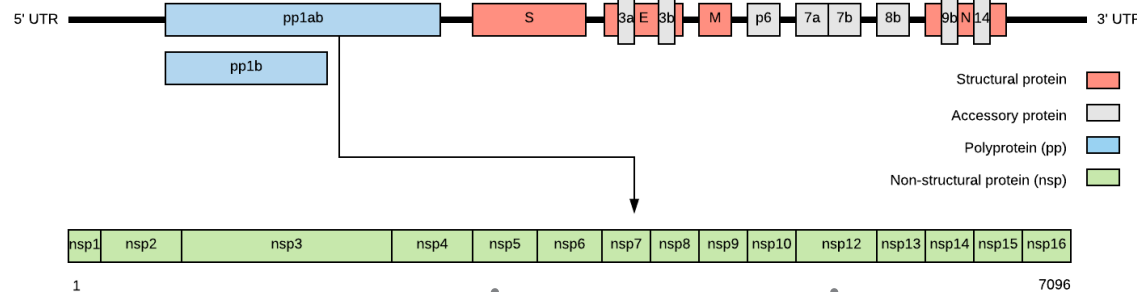 5' UTR pp1ab S 3a E 3b M p6 7a 7b 8b 9b N 14 3' UTR
pp1b
Structural protein
Accessory protein
Polyprotein (pp)
Non-structural protein (nsp)
nsp1 nsp2 nsp3 nsp4 nsp5 nsp6 nsp7 nsp8 nsp9 nsp10 nsp12 nsp13 nsp14 nsp15 nsp16
1 7096